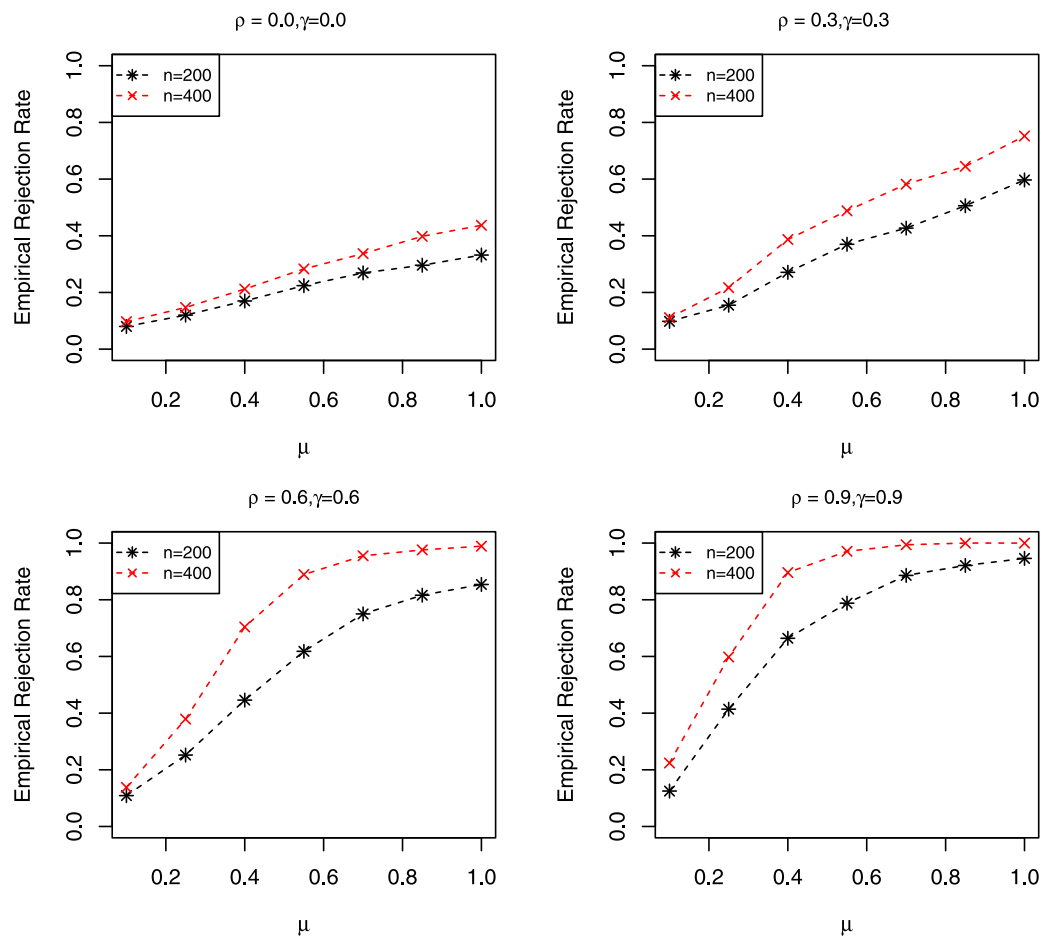 ρ = 0.0,γ=0.0
Empirical Rejection Rate
1.0
0.8
0.6
0.4
0.2
0.0
n=200
n=400
0.2 0.4 0.6 0.8 1.0
μ
ρ = 0.3,γ=0.3
Empirical Rejection Rate
1.0
0.8
0.6
0.4
0.2
0.0
n=200
n=400
0.2 0.4 0.6 0.8 1.0
μ
ρ = 0.6,γ=0.6
Empirical Rejection Rate
1.0
0.8
0.6
0.4
0.2
0.0
n=200
n=400
0.2 0.4 0.6 0.8 1.0
μ
ρ = 0.9,γ=0.9
Empirical Rejection Rate
1.0
0.8
0.6
0.4
0.2
0.0
n=200
n=400
0.2 0.4 0.6 0.8 1.0
μ